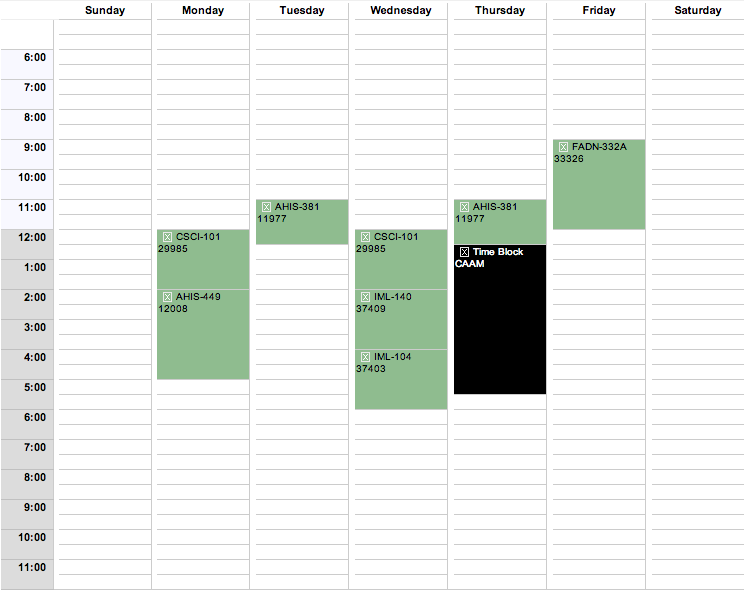 Sunday Monday Tuesday Wednesday Thursday Friday Saturday
6:00
7:00
8:00
9:00
FADN-332A
33326
10:00
11:00
AHIS-381
11977
AHIS-381
11977
12:00
CSCI-101
29985
CSCI-101
29985
Time Block
CAAM
1:00
2:00
AHIS-449
12008
IML-140
37409
3:00
4:00
IML-104
37403
5:00
6:00
7:00
8:00
9:00
10:00
11:00